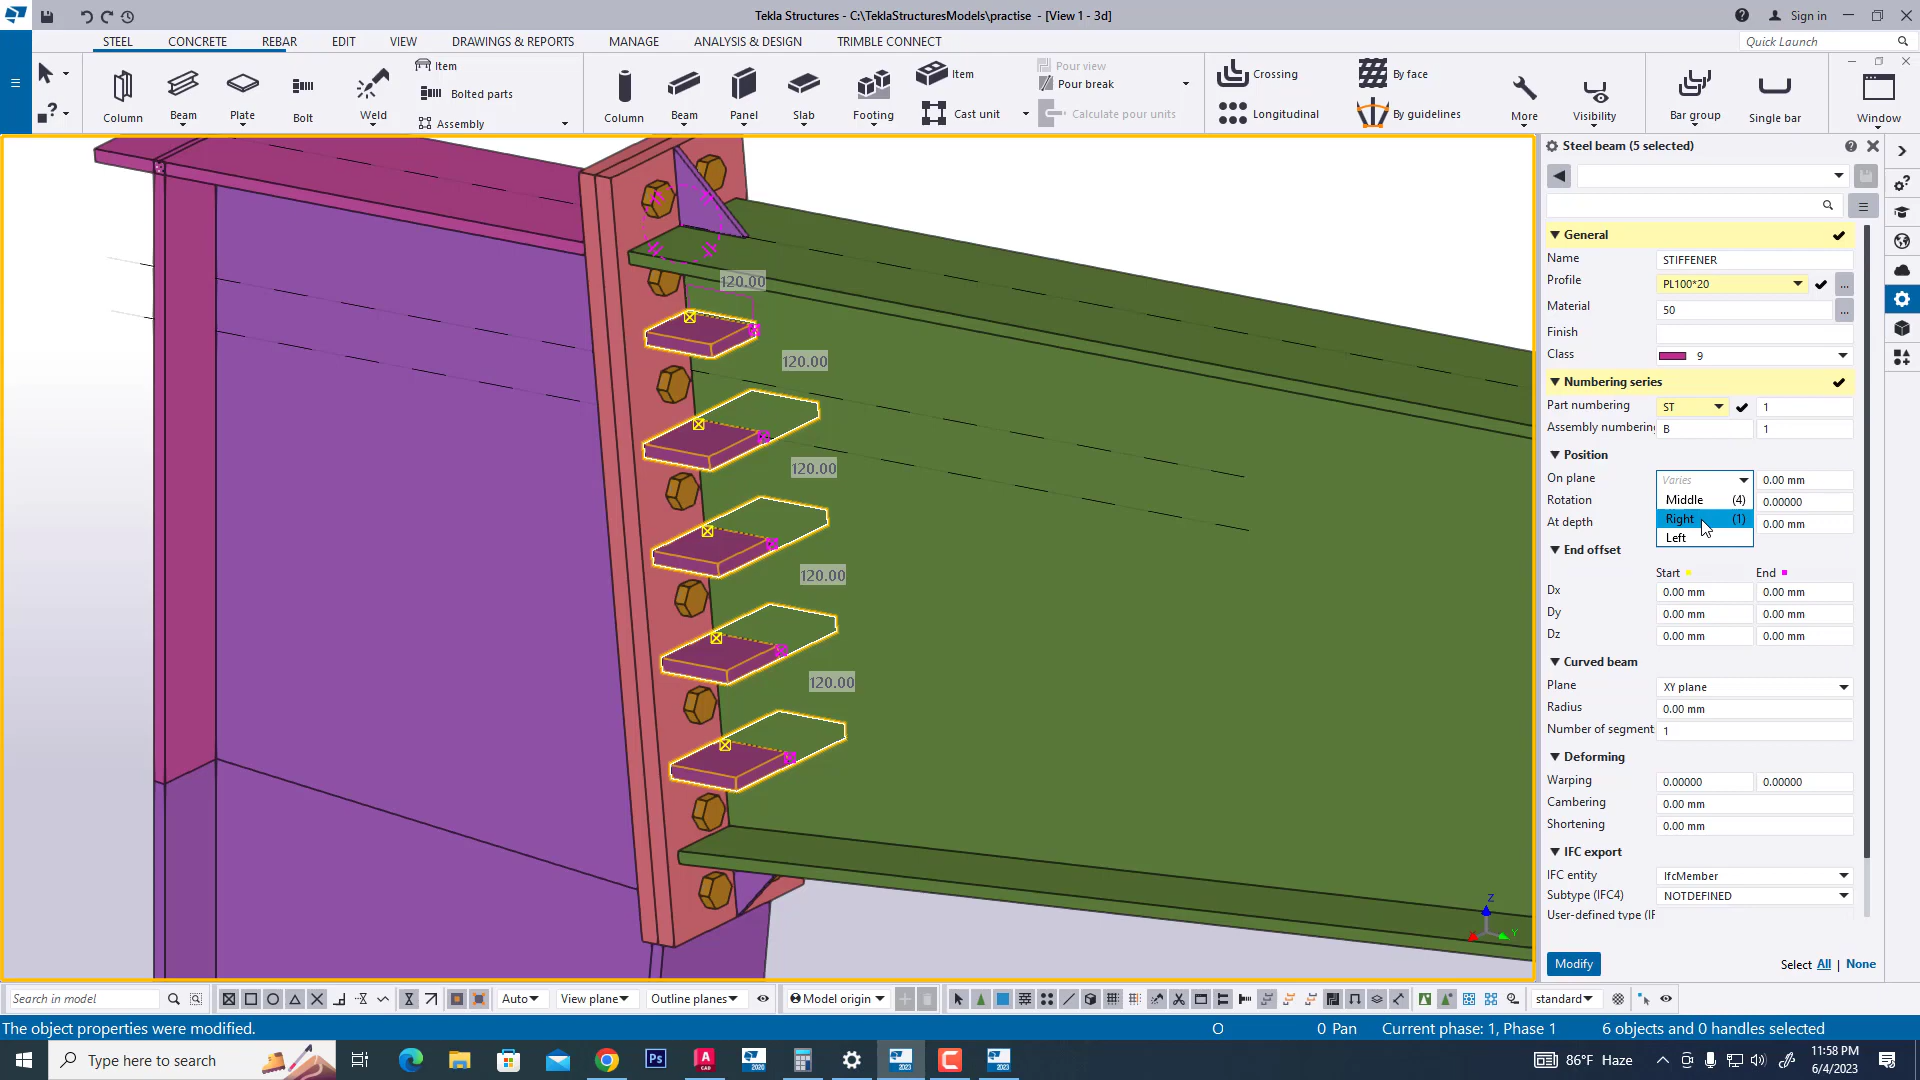 Tekla Structures - C:\TeklaStructuresModels\practise - [View 1 - 3d]
Sign in
STEEL CONCRETE REBAR EDIT VIEW DRAWINGS & REPORTS MANAGE ANALYSIS & DESIGN TRIMBLE CONNECT
Quick Launch
Column Beam Plate Bolt Weld Item Bolted parts Assembly
Column Beam Panel Slab Footing Item Cast unit Pour view Pour break Calculate pour units
Crossing Longitudinal By face By guidelines More Visibility
Bar group Single bar Window
Steel beam (5 selected)
General
Name STIFFENER
Profile PL100*20 ...
Material 50 ...
Finish
Class 9
Numbering series
Part numbering ST 1
Assembly numbering B 1
Position
On plane Varies 0.00 mm
Middle (4)
Right (1)
Left
Rotation 0.00000
At depth 0.00 mm
End offset
Start End
Dx 0.00 mm 0.00 mm
Dy 0.00 mm 0.00 mm
Dz 0.00 mm 0.00 mm
Curved beam
Plane XY plane
Radius 0.00 mm
Number of segment 1
Deforming
Warping 0.00000 0.00000
Cambering 0.00 mm
Shortening 0.00 mm
IFC export
IFC entity IfcMember
Subtype (IFC4) NOTDEFINED
User-defined type (IF
Modify
Select All | None
120.00
120.00
120.00
120.00
120.00
Z
Y
Search in model
Auto View plane Outline planes Model origin standard
The object properties were modified.
O 0 Pan Current phase: 1, Phase 1 6 objects and 0 handles selected
Type here to search
86°F Haze
11:58 PM
6/4/2023